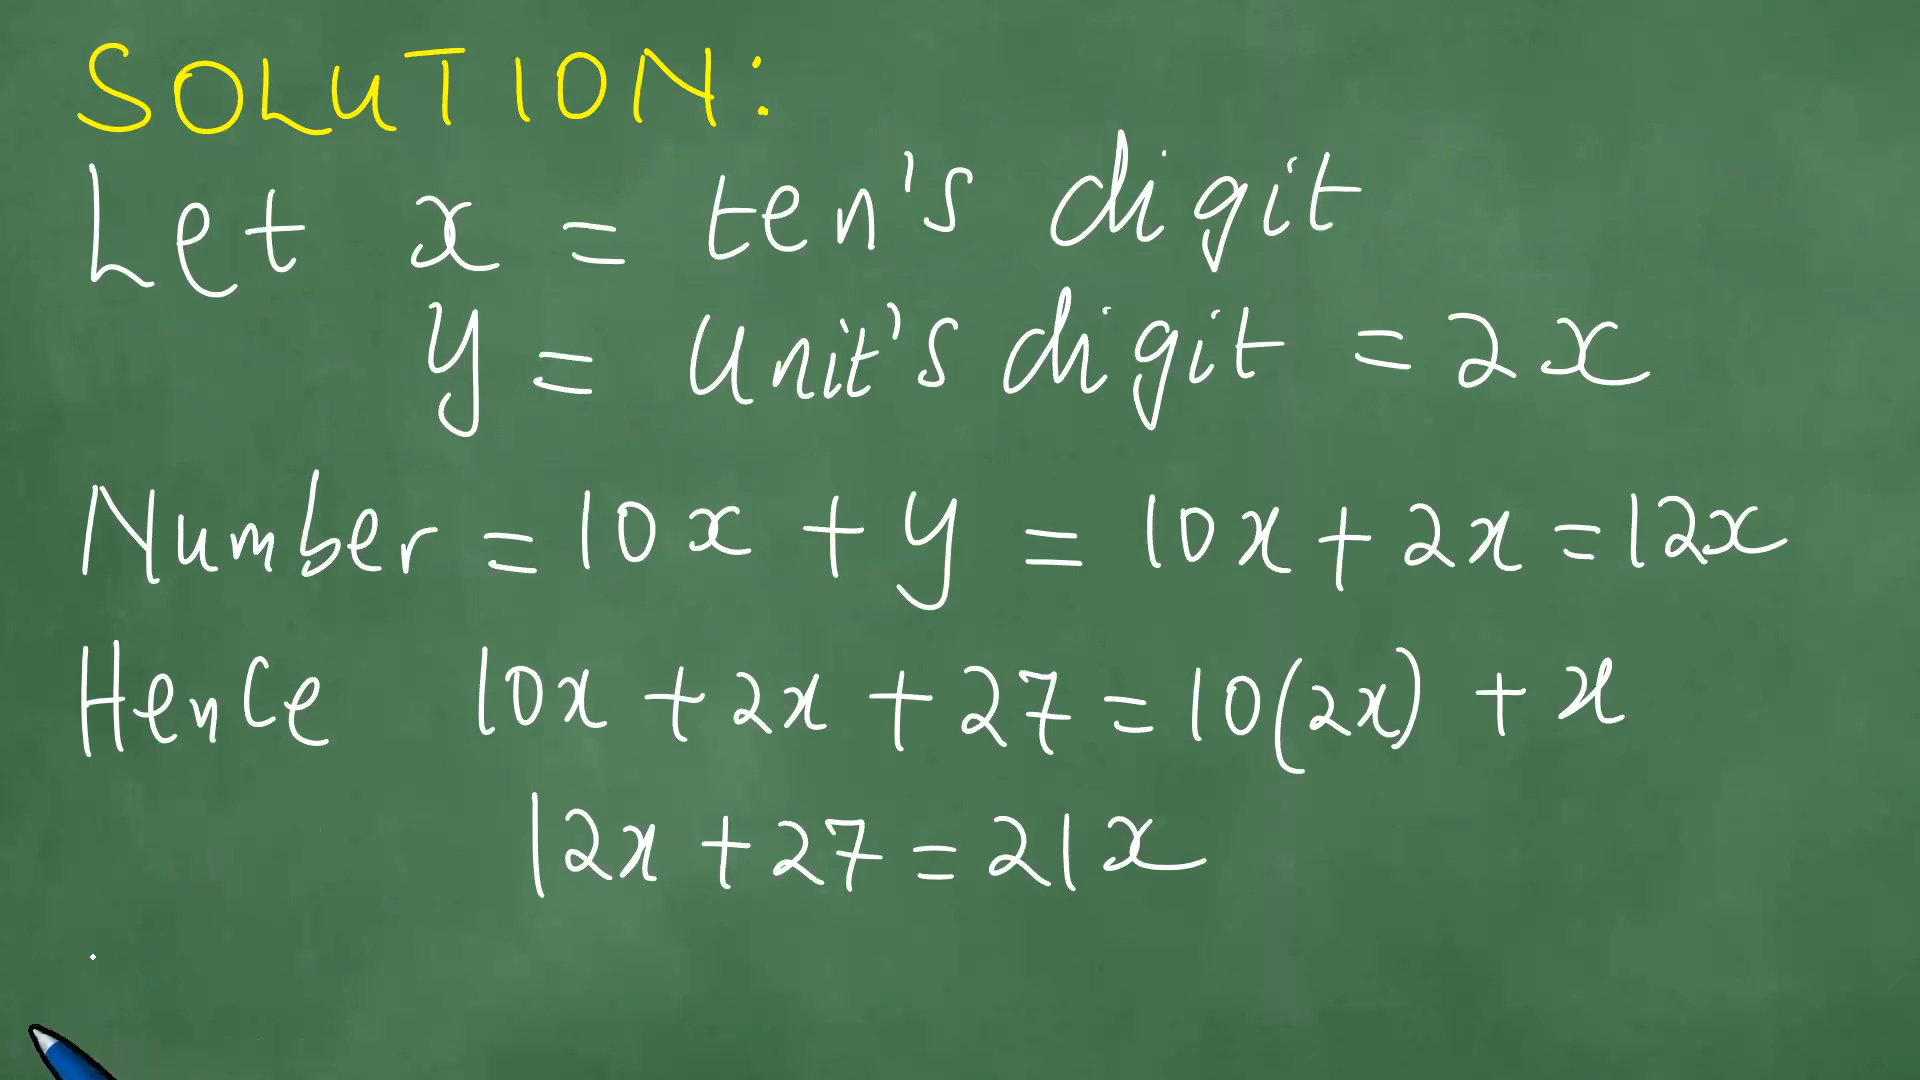 SOLUTION:
Let x = ten's digit
y = unit's digit = 2x
Number = 10x + y = 10x + 2x = 12x
Hence 10x + 2x + 27 = 10(2x) + x
12x + 27 = 21x